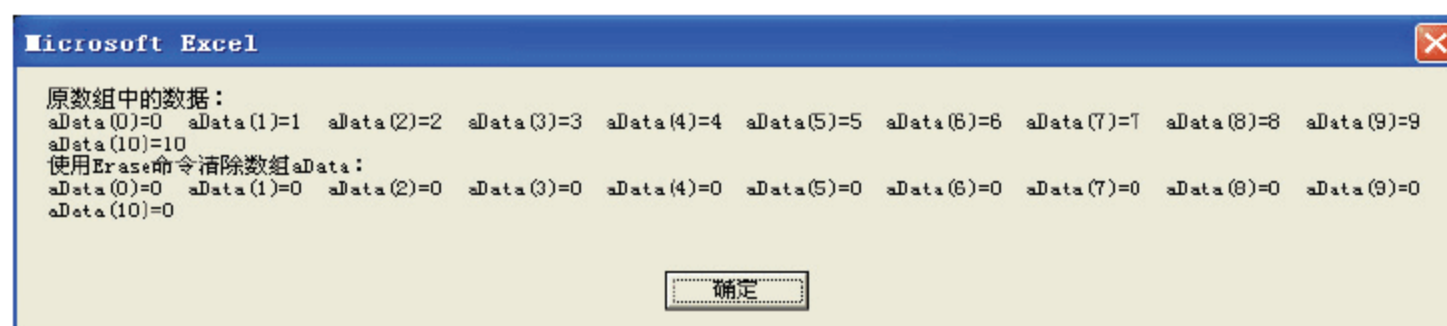 Microsoft Excel
原数组中的数据：
aData(0)=0 aData(1)=1 aData(2)=2 aData(3)=3 aData(4)=4 aData(5)=5 aData(6)=6 aData(7)=7 aData(8)=8 aData(9)=9
aData(10)=10
使用Erase命令清除数组aData：
aData(0)=0 aData(1)=0 aData(2)=0 aData(3)=0 aData(4)=0 aData(5)=0 aData(6)=0 aData(7)=0 aData(8)=0 aData(9)=0
aData(10)=0
确定